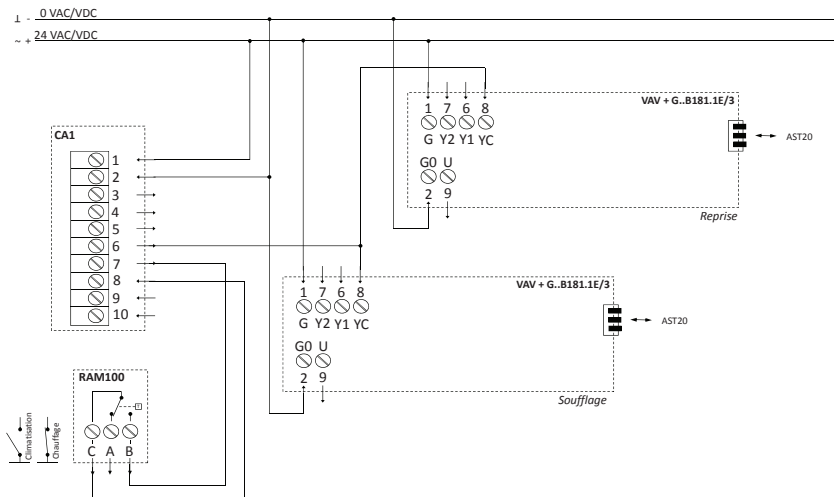 ⊥ - 0 VAC/VDC
~ + 24 VAC/VDC
VAV + G..B181.1E/3
1 7 6 8
G Y2 Y1 YC
G0 U
2 9
AST20
Reprise
CA1
1
2
3
4
5
6
7
8
9
10
VAV + G..B181.1E/3
1 7 6 8
G Y2 Y1 YC
G0 U
2 9
AST20
Soufflage
RAM100
T
C A B
Climatisation
Chauffage